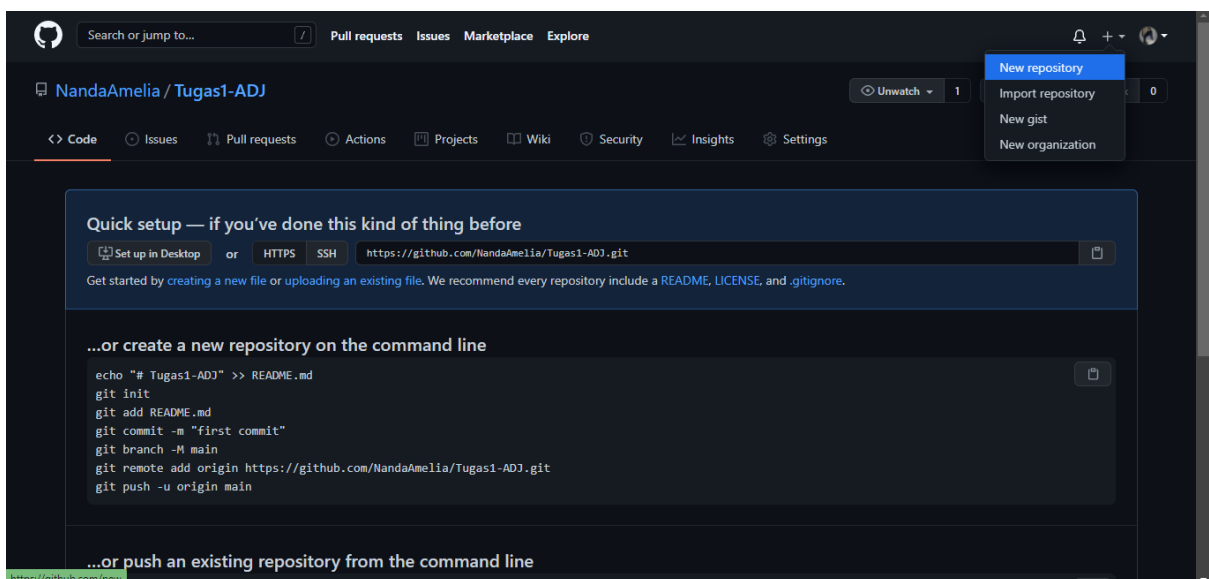 Search or jump to... / Pull requests Issues Marketplace Explore
New repository
Import repository
New gist
New organization
NandaAmelia / Tugas1-ADJ
Unwatch 1 0
<> Code Issues Pull requests Actions Projects Wiki Security Insights Settings
Quick setup — if you've done this kind of thing before
Set up in Desktop or HTTPS SSH https://github.com/NandaAmelia/Tugas1-ADJ.git
Get started by creating a new file or uploading an existing file. We recommend every repository include a README, LICENSE, and .gitignore.
...or create a new repository on the command line
echo "# Tugas1-ADJ" >> README.md
git init
git add README.md
git commit -m "first commit"
git branch -M main
git remote add origin https://github.com/NandaAmelia/Tugas1-ADJ.git
git push -u origin main
...or push an existing repository from the command line
https://github.com/new